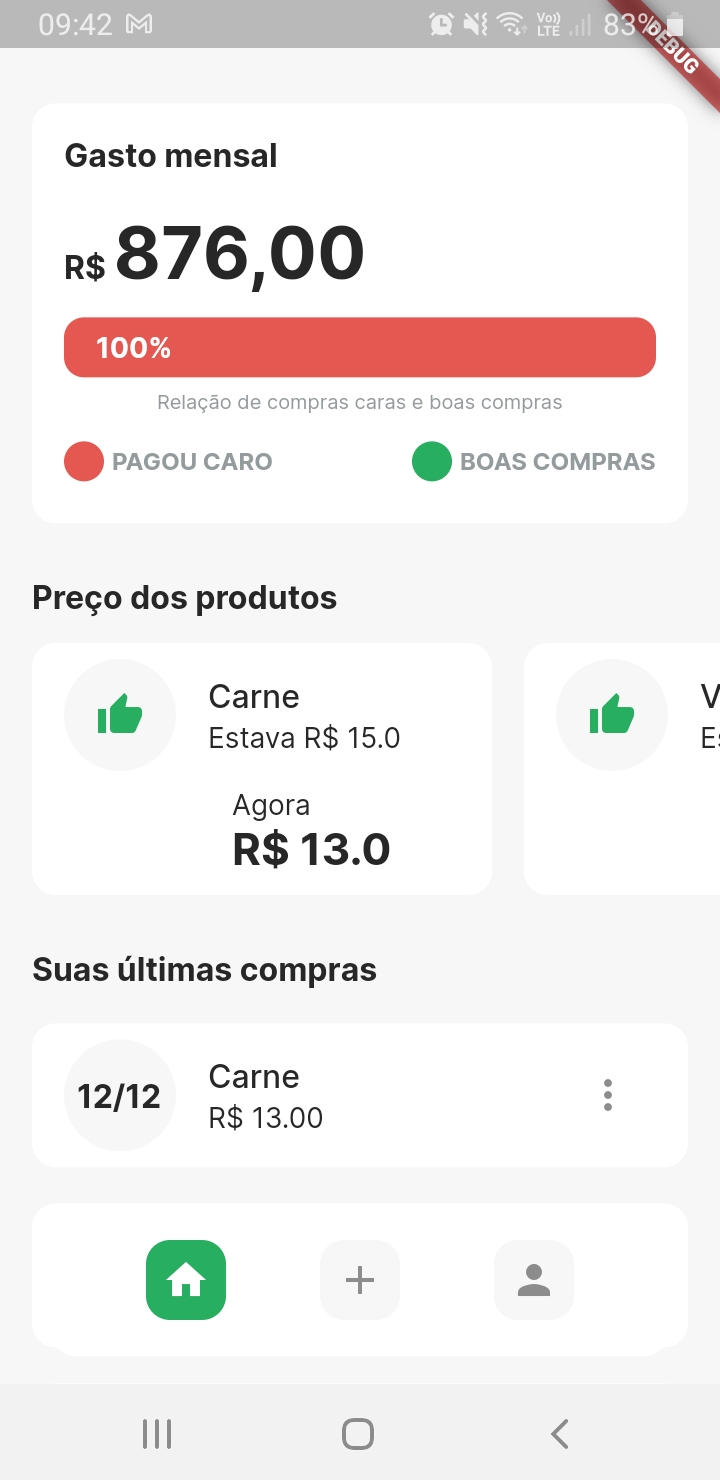 09:42
Vo)) LTE 83%
DEBUG
Gasto mensal
R$ 876,00
100%
Relação de compras caras e boas compras
PAGOU CARO BOAS COMPRAS
Preço dos produtos
Carne
Estava R$ 15.0
Agora
R$ 13.0
V
Es
Suas últimas compras
12/12
Carne
R$ 13.00